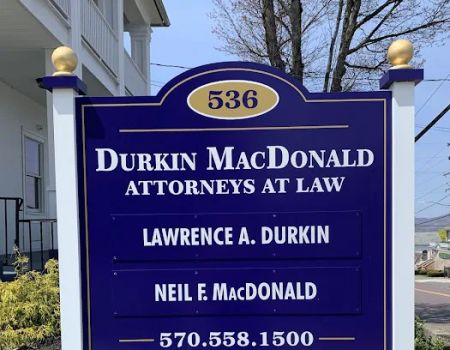 536
DURKIN MACDONALD
ATTORNEYS AT LAW
LAWRENCE A. DURKIN
NEIL F. MACDONALD
570.558.1500